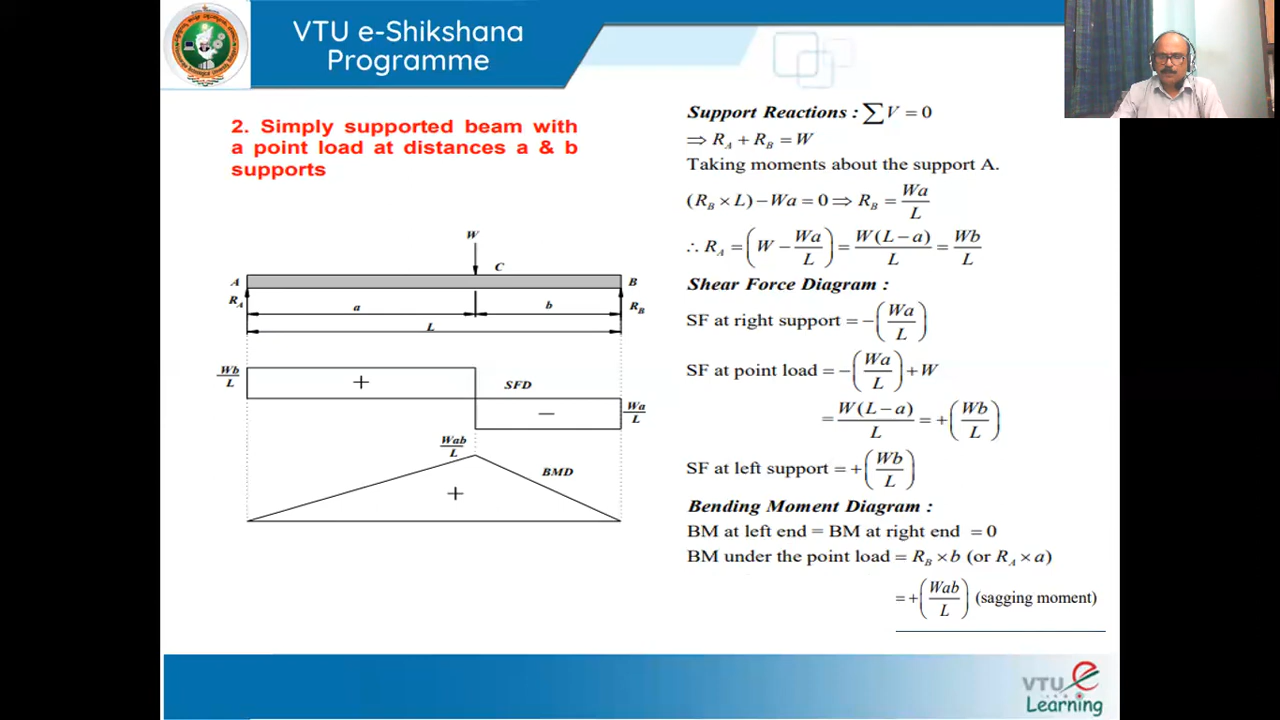 VTU e-Shikshana
Programme
2. Simply supported beam with
a point load at distances a & b
supports
W
C
A
B
R_A
R_B
a
b
L
Wb/L
+
SFD
−
Wa/L
Wab/L
BMD
+
Support Reactions : ∑V = 0
⇒ R_A + R_B = W
Taking moments about the support A.
(R_B × L) − Wa = 0 ⇒ R_B = Wa/L
∴ R_A = (W − Wa/L) = W(L − a)/L = Wb/L
Shear Force Diagram :
SF at right support = −(Wa/L)
SF at point load = −(Wa/L) + W
= W(L − a)/L = +(Wb/L)
SF at left support = +(Wb/L)
Bending Moment Diagram :
BM at left end = BM at right end = 0
BM under the point load = R_B × b (or R_A × a)
= +(Wab/L) (sagging moment)
VTU e
Learning